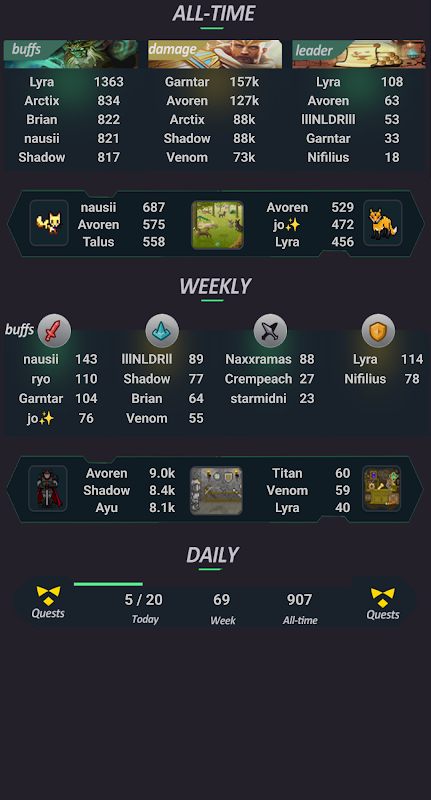 ALL-TIME
buffs damage leader
Lyra 1363 Garntar 157k Lyra 108
Arctix 834 Avoren 127k Avoren 63
Brian 822 Arctix 88k lllNLDRlll 53
nausii 821 Shadow 88k Garntar 33
Shadow 817 Venom 73k Nifilius 18
nausii 687 Avoren 529
Avoren 575 jo✨ 472
Talus 558 Lyra 456
WEEKLY
buffs
nausii 143 lllNLDRll 89 Naxxramas 88 Lyra 114
ryo 110 Shadow 77 Crempeach 27 Nifilius 78
Garntar 104 Brian 64 starmidni 23
jo✨ 76 Venom 55
Avoren 9.0k Titan 60
Shadow 8.4k Venom 59
Ayu 8.1k Lyra 40
DAILY
5 / 20 69 907
Quests Today Week All-time Quests